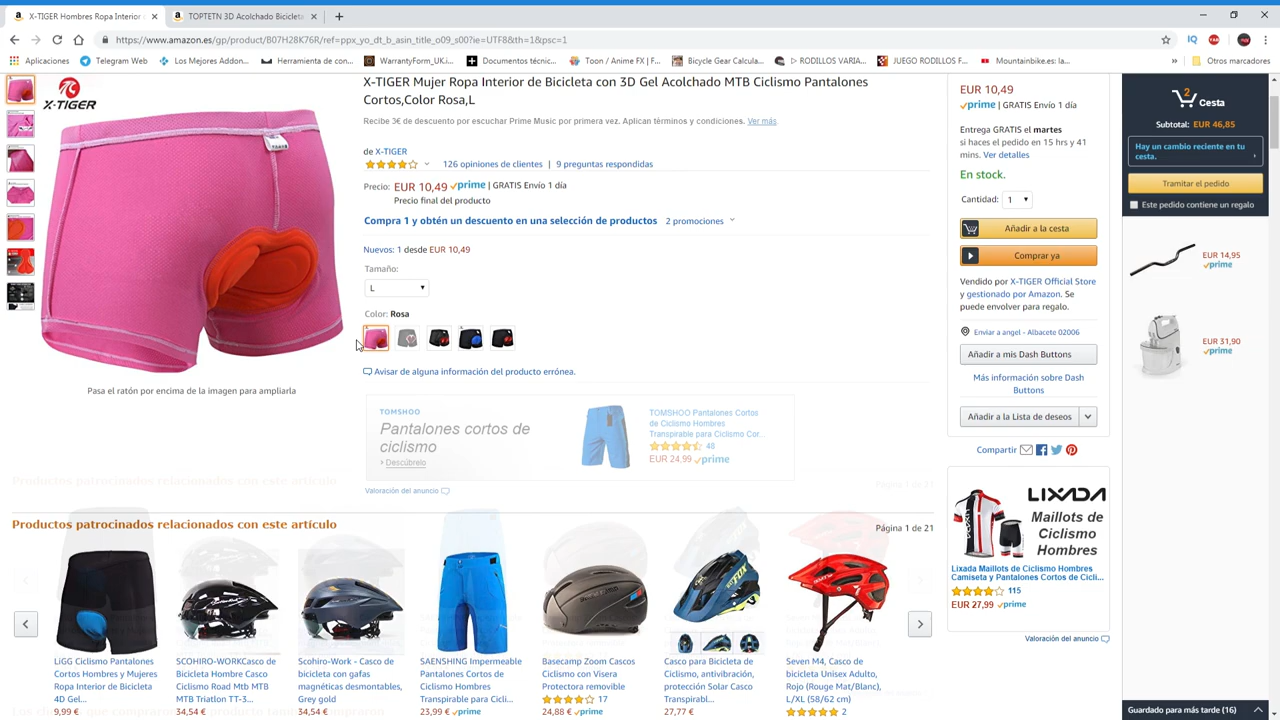 X-TIGER Hombres Ropa Interior
TOPTETN 3D Acolchado Bicicleta
https://www.amazon.es/gp/product/B07H28K76R/ref=ppx_yo_dt_b_asin_title_o09_s00?ie=UTF8&th=1&psc=1
Aplicaciones
Telegram Web
Los Mejores Addon...
Herramienta de con...
WarrantyForm_UK.i...
Documentos técnic...
Toon / Anime FX | F...
Bicycle Gear Calcula...
▷ RODILLOS VARIA...
JUEGO RODILLOS F...
Mountainbike.es: la...
»
Otros marcadores
X-TIGER
X-TIGER Mujer Ropa Interior de Bicicleta con 3D Gel Acolchado MTB Ciclismo Pantalones
Cortos,Color Rosa,L
Recibe 3€ de descuento por escuchar Prime Music por primera vez. Aplican términos y condiciones. Ver más.
de X-TIGER
126 opiniones de clientes | 9 preguntas respondidas
Precio: EUR 10,49 prime | GRATIS Envío 1 día
Precio final del producto
Compra 1 y obtén un descuento en una selección de productos 2 promociones
Nuevos: 1 desde EUR 10,49
Tamaño:
L
Color: Rosa
Avisar de alguna información del producto errónea.
Pasa el ratón por encima de la imagen para ampliarla
TOMSHOO
Pantalones cortos de
ciclismo
› Descúbrelo
TOMSHOO Pantalones Cortos
de Ciclismo Hombres
Transpirable para Ciclismo Cor...
48
EUR 24,99 prime
Valoración del anuncio
EUR 10,49
prime | GRATIS Envío 1 día
Entrega GRATIS el martes
si haces el pedido en 15 hrs y 41
mins. Ver detalles
En stock.
Cantidad: 1
Añadir a la cesta
Comprar ya
Vendido por X-TIGER Official Store
y gestionado por Amazon. Se
puede envolver para regalo.
Enviar a angel - Albacete 02006
Añadir a mis Dash Buttons
Más información sobre Dash
Buttons
Añadir a la Lista de deseos
Compartir
LIXADA
Maillots de
Ciclismo
Hombres
Lixada Maillots de Ciclismo Hombres
Camiseta y Pantalones Cortos de Cicli...
115
EUR 27,99 prime
Valoración del anuncio
2
Cesta
Subtotal: EUR 46,85
Hay un cambio reciente en tu
cesta.
Tramitar el pedido
Este pedido contiene un regalo
EUR 14,95
prime
EUR 31,90
prime
Guardado para más tarde (16)
Productos patrocinados relacionados con este artículo
Productos patrocinados relacionados con este artículo
Página 1 de 21
LiGG Ciclismo Pantalones
Cortos Hombres y Mujeres
Ropa Interior de Bicicleta
4D Gel...
9,99 €
SCOHIRO-WORKCasco de
Bicicleta Hombre Casco
Ciclismo Road Mtb MTB
MTB Triatlon TT-3...
34,54 €
Scohiro-Work - Casco de
bicicleta con gafas
magnéticas desmontables,
Grey gold
34,54 €
SAENSHING Impermeable
Pantalones Cortos de
Ciclismo Hombres
Transpirable para Cicli...
23,99 € prime
Basecamp Zoom Cascos
Ciclismo con Visera
Protectora removible
17
24,88 € prime
Casco para Bicicleta de
Ciclismo, antivibración,
protección Solar Casco
Transpirabl...
27,77 €
Seven M4, Casco de
bicicleta Unisex Adulto,
Rojo (Rouge Mat/Blanc),
L/XL (58/62 cm)
2